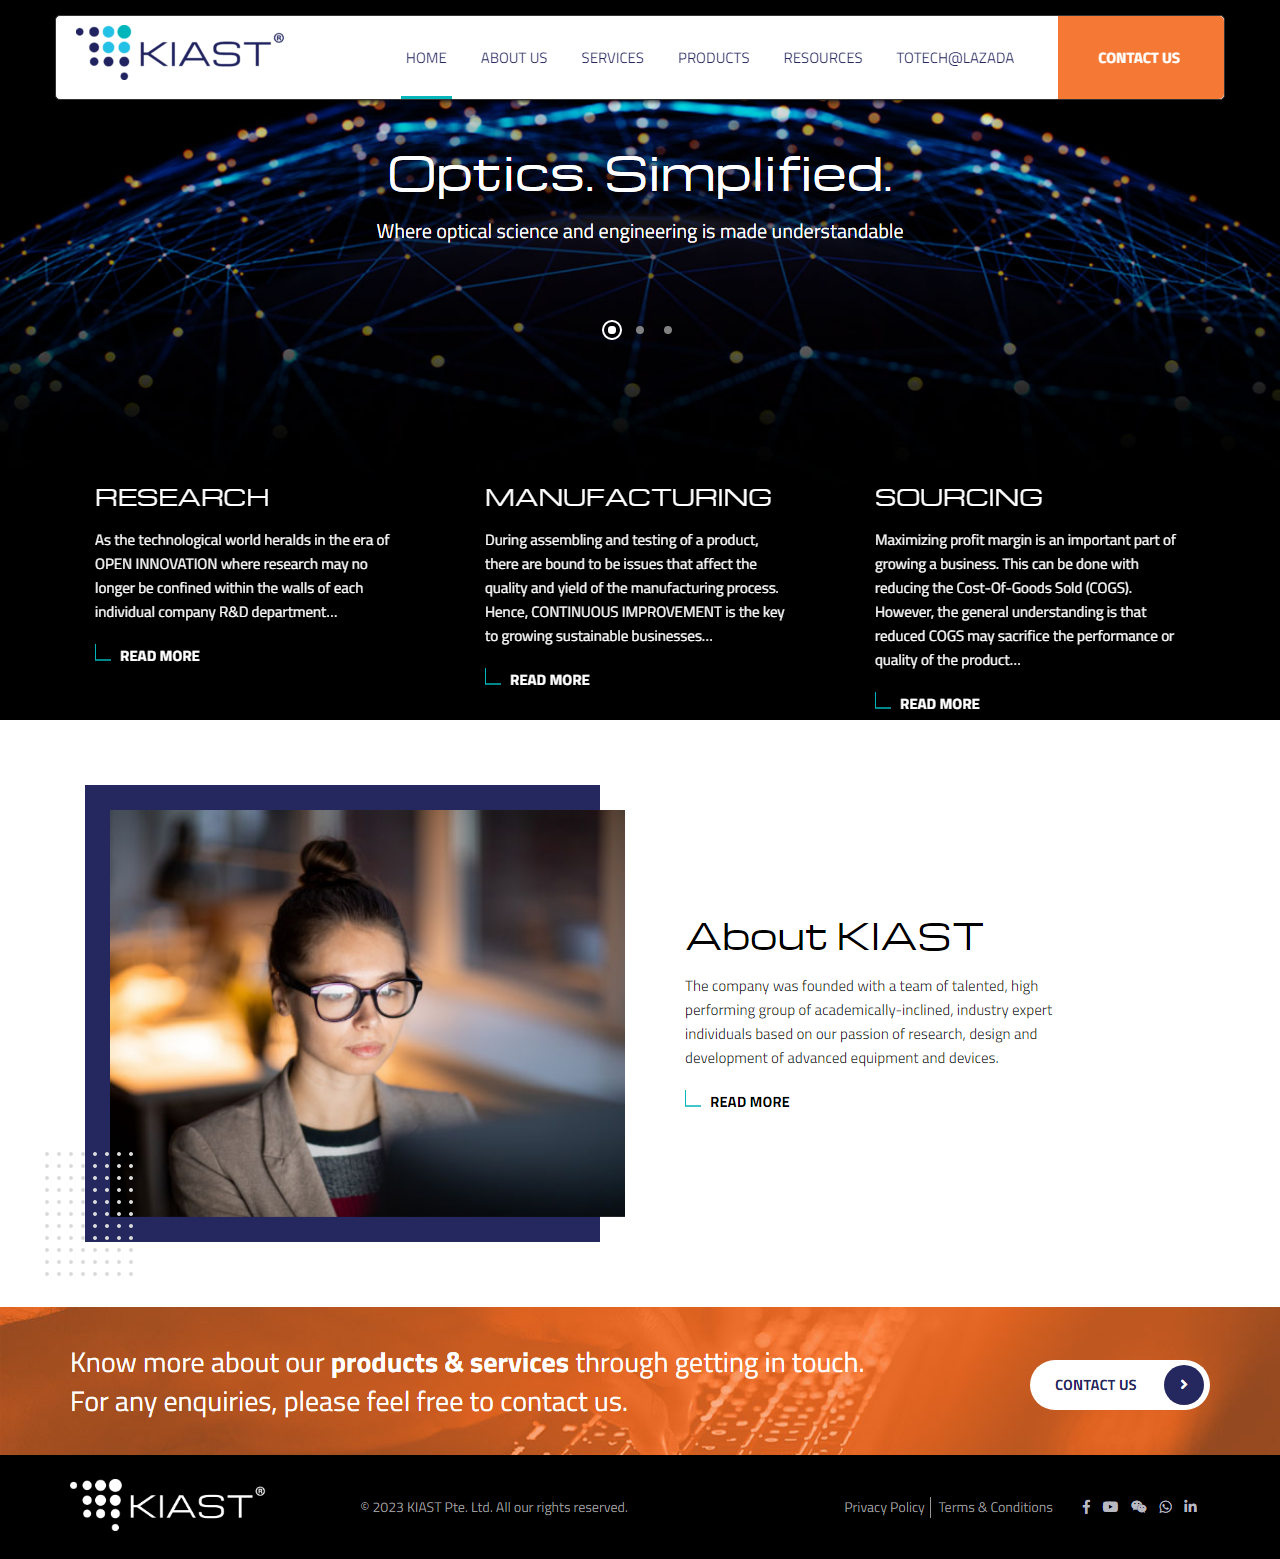 KIAST®
HOME
ABOUT US
SERVICES
PRODUCTS
RESOURCES
TOTECH@LAZADA
CONTACT US
Optics. Simplified.
Where optical science and engineering is made understandable
RESEARCH
As the technological world heralds in the era of
OPEN INNOVATION where research may no
longer be confined within the walls of each
individual company R&D department...
READ MORE
MANUFACTURING
During assembling and testing of a product,
there are bound to be issues that affect the
quality and yield of the manufacturing process.
Hence, CONTINUOUS IMPROVEMENT is the key
to growing sustainable businesses...
READ MORE
SOURCING
Maximizing profit margin is an important part of
growing a business. This can be done with
reducing the Cost-Of-Goods Sold (COGS).
However, the general understanding is that
reduced COGS may sacrifice the performance or
quality of the product...
READ MORE
About KIAST
The company was founded with a team of talented, high
performing group of academically-inclined, industry expert
individuals based on our passion of research, design and
development of advanced equipment and devices.
READ MORE
Know more about our products & services through getting in touch.
For any enquiries, please feel free to contact us.
CONTACT US
KIAST®
© 2023 KIAST Pte. Ltd. All our rights reserved.
Privacy Policy
Terms & Conditions